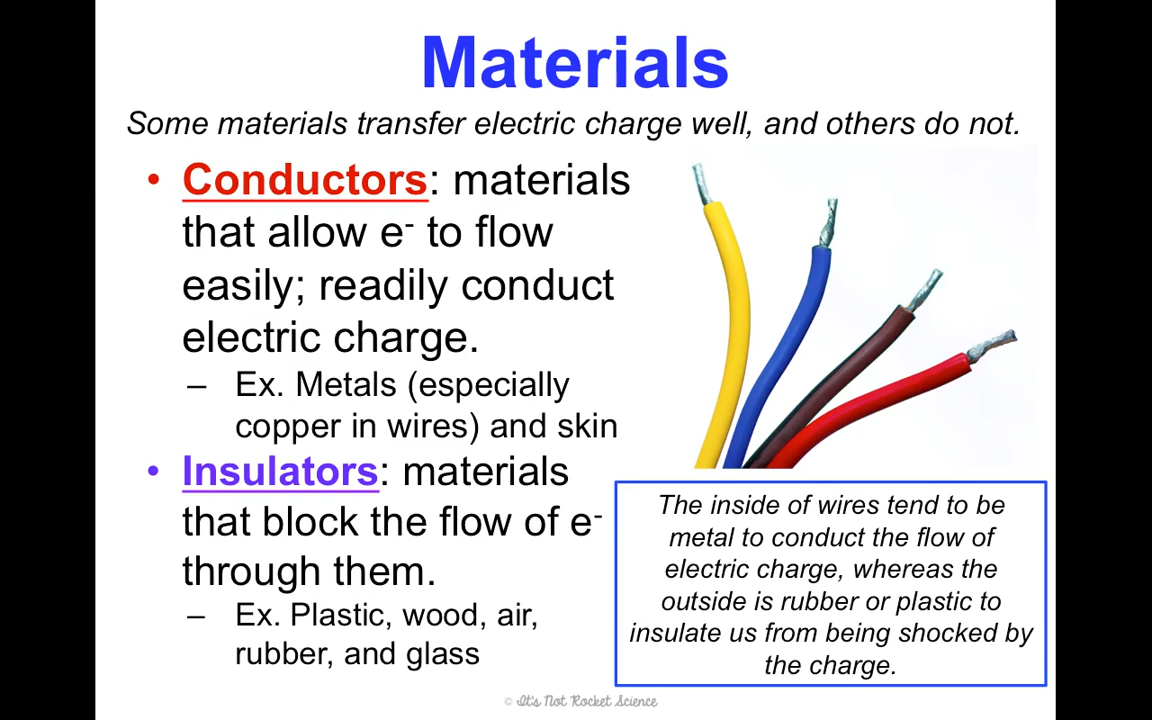 Materials
Some materials transfer electric charge well, and others do not.
• Conductors: materials
that allow e⁻ to flow
easily; readily conduct
electric charge.
– Ex. Metals (especially
copper in wires) and skin
• Insulators: materials
that block the flow of e⁻
through them.
– Ex. Plastic, wood, air,
rubber, and glass
The inside of wires tend to be
metal to conduct the flow of
electric charge, whereas the
outside is rubber or plastic to
insulate us from being shocked by
the charge.
© It's Not Rocket Science